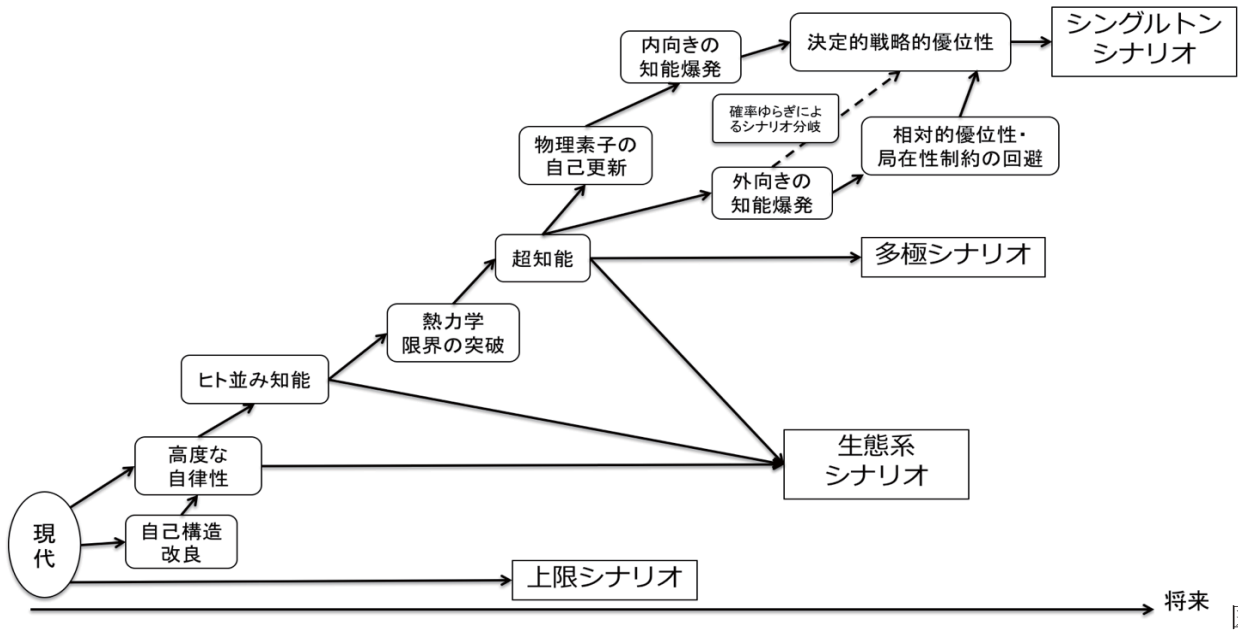 シングルトン
シナリオ
決定的戦略的優位性
内向きの
知能爆発
確率ゆらぎによ
るシナリオ分岐
相対的優位性・
局在性制約の回避
物理素子の
自己更新
外向きの
知能爆発
超知能
多極シナリオ
熱力学
限界の突破
ヒト並み知能
生態系
シナリオ
高度な
自律性
現
代
自己構造
改良
上限シナリオ
将来